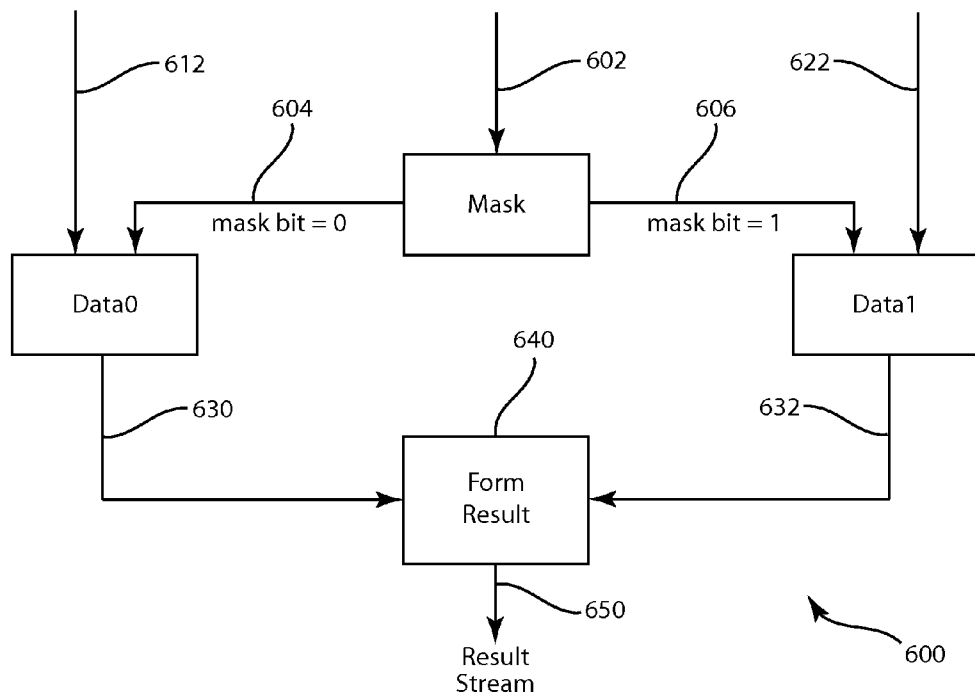 612
602
622
604
606
Mask
mask bit = 0
mask bit = 1
Data0
Data1
640
630
632
Form
Result
650
Result
Stream
600